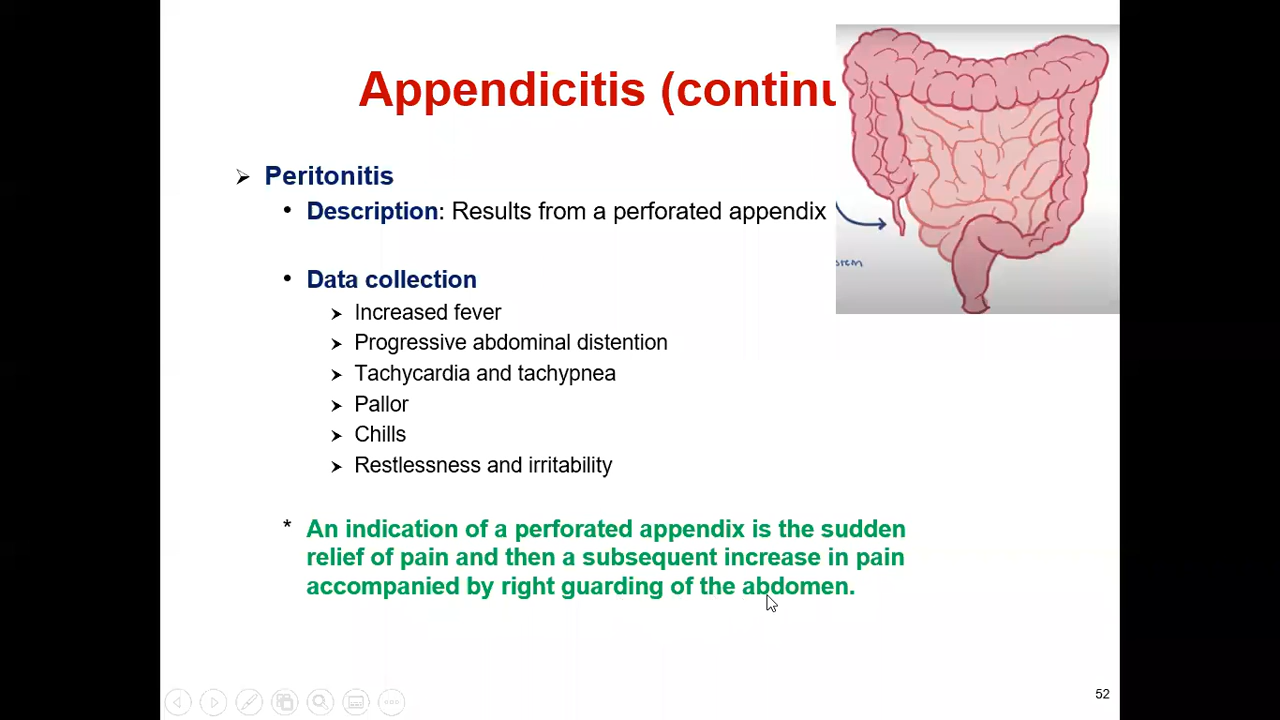 Appendicitis (continu
Peritonitis
• Description: Results from a perforated appendix
• Data collection
Increased fever
Progressive abdominal distention
Tachycardia and tachypnea
Pallor
Chills
Restlessness and irritability
* An indication of a perforated appendix is the sudden
relief of pain and then a subsequent increase in pain
accompanied by right guarding of the abdomen.
52